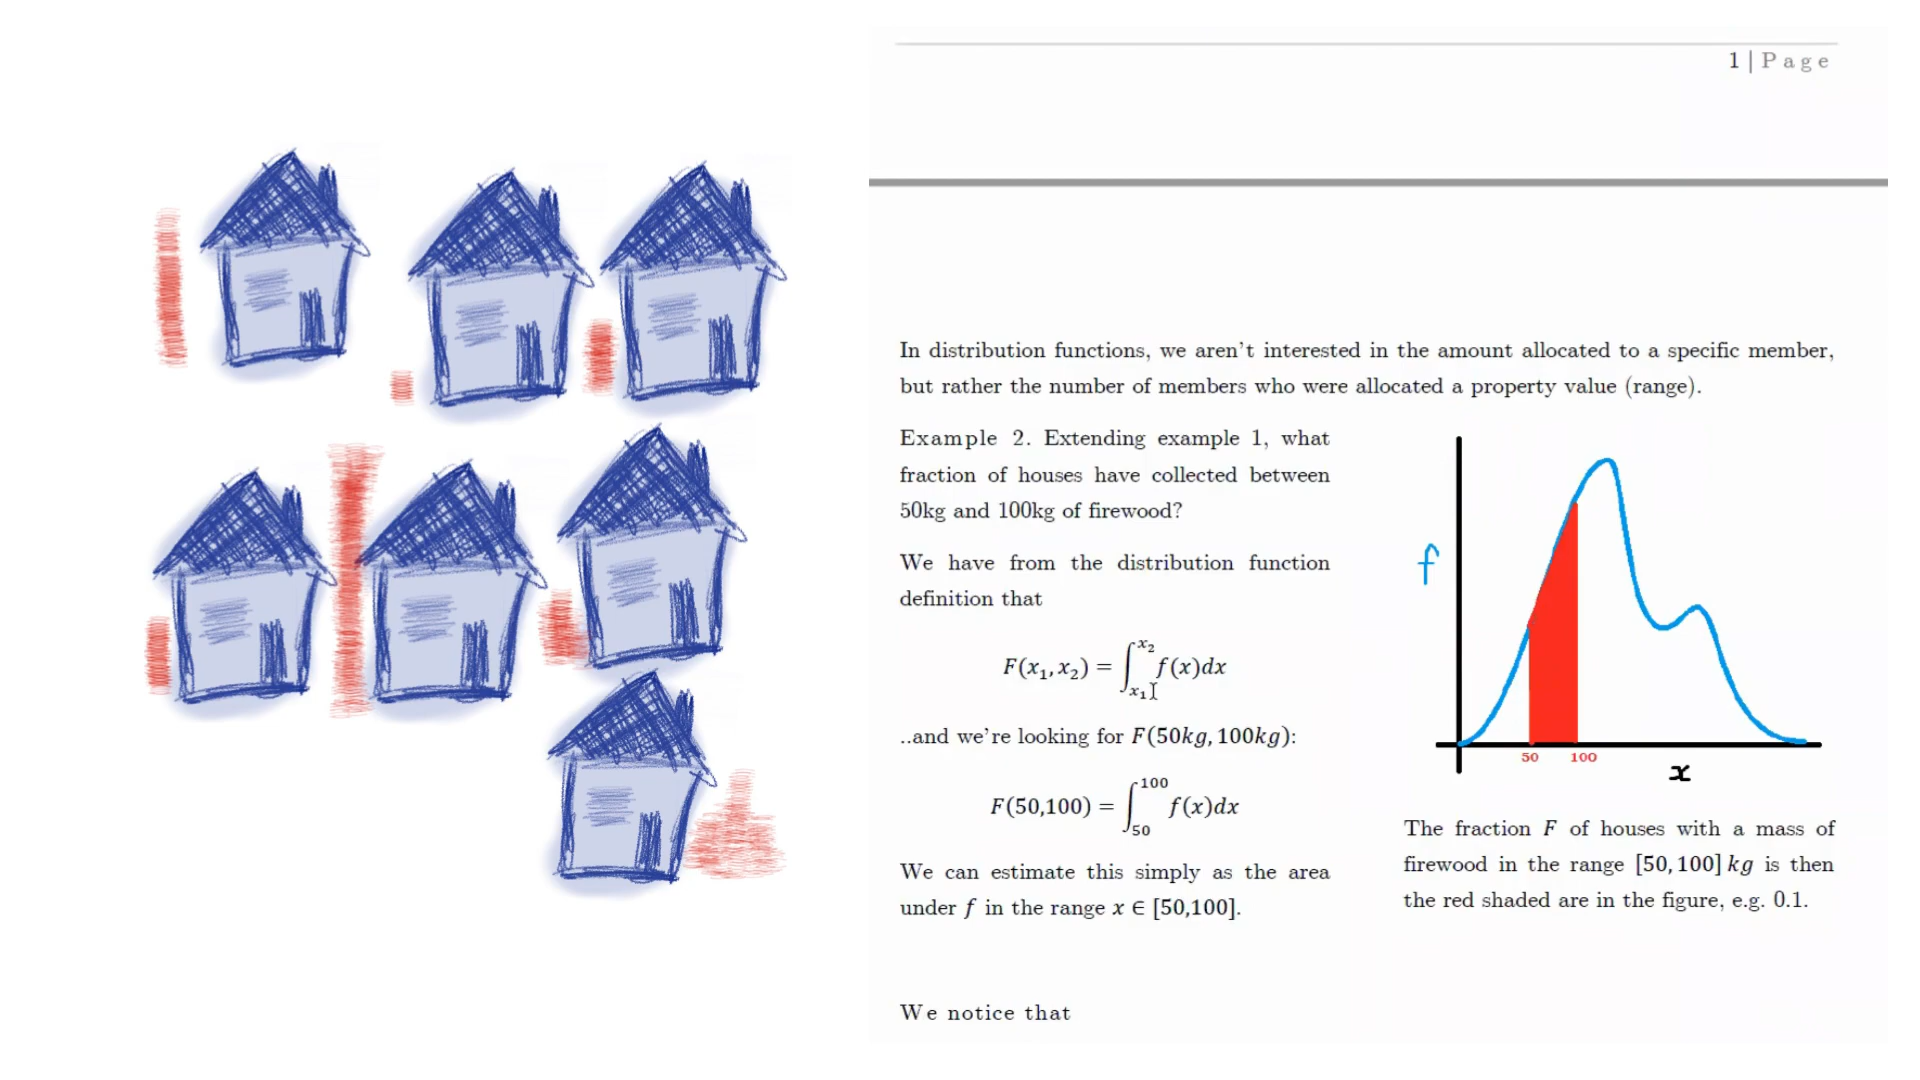 1 | P a g e
In distribution functions, we aren't interested in the amount allocated to a specific member,
but rather the number of members who were allocated a property value (range).
Example 2. Extending example 1, what
fraction of houses have collected between
50kg and 100kg of firewood?
We have from the distribution function
definition that
F(x₁, x₂) = ∫_{x₁}^{x₂} f(x)dx
..and we're looking for F(50kg, 100kg):
F(50,100) = ∫_{50}^{100} f(x)dx
We can estimate this simply as the area
under f in the range x ∈ [50,100].
f
50 100
x
The fraction F of houses with a mass of
firewood in the range [50, 100] kg is then
the red shaded are in the figure, e.g. 0.1.
We notice that